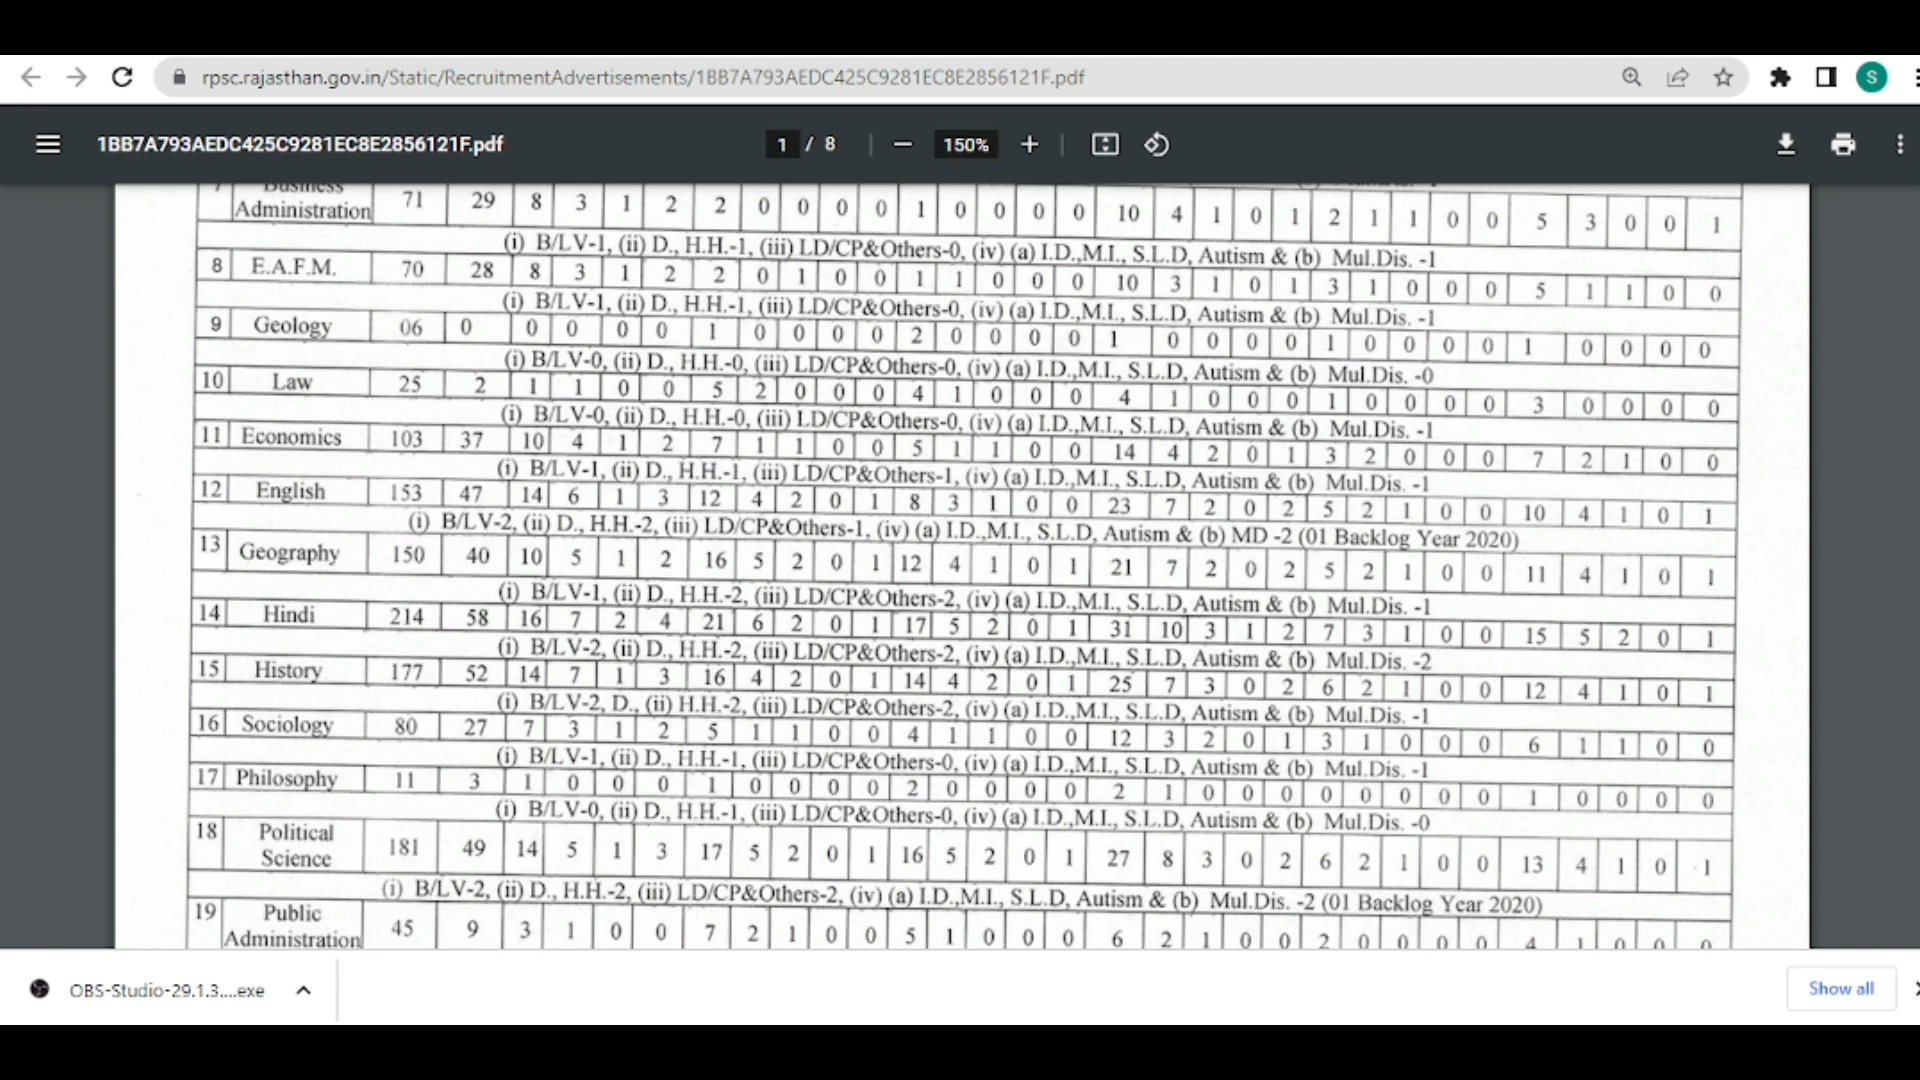 rpsc.rajasthan.gov.in/Static/RecruitmentAdvertisements/1BB7A793AEDC425C9281EC8E2856121F.pdf
S
1BB7A793AEDC425C9281EC8E2856121F.pdf 1 / 8 150%
7 Business Administration 71 29 8 3 1 2 2 0 0 0 0 1 0 0 0 0 10 4 1 0 1 2 1 1 0 0 5 3 0 0 1
(i) B/LV-1, (ii) D., H.H.-1, (iii) LD/CP&Others-0, (iv) (a) I.D.,M.I., S.L.D, Autism & (b) Mul.Dis. -1
8 E.A.F.M. 70 28 8 3 1 2 2 0 1 0 0 1 1 0 0 0 10 3 1 0 1 3 1 0 0 0 5 1 1 0 0
(i) B/LV-1, (ii) D., H.H.-1, (iii) LD/CP&Others-0, (iv) (a) I.D.,M.I., S.L.D, Autism & (b) Mul.Dis. -1
9 Geology 06 0 0 0 0 0 1 0 0 0 0 2 0 0 0 0 1 0 0 0 0 1 0 0 0 0 1 0 0 0 0
(i) B/LV-0, (ii) D., H.H.-0, (iii) LD/CP&Others-0, (iv) (a) I.D.,M.I., S.L.D, Autism & (b) Mul.Dis. -0
10 Law 25 2 1 1 0 0 5 2 0 0 0 4 1 0 0 0 4 1 0 0 0 1 0 0 0 0 3 0 0 0 0
(i) B/LV-0, (ii) D., H.H.-0, (iii) LD/CP&Others-0, (iv) (a) I.D.,M.I., S.L.D, Autism & (b) Mul.Dis. -1
11 Economics 103 37 10 4 1 2 7 1 1 0 0 5 1 1 0 0 14 4 2 0 1 3 2 0 0 0 7 2 1 0 0
(i) B/LV-1, (ii) D., H.H.-1, (iii) LD/CP&Others-1, (iv) (a) I.D.,M.I., S.L.D, Autism & (b) Mul.Dis. -1
12 English 153 47 14 6 1 3 12 4 2 0 1 8 3 1 0 0 23 7 2 0 2 5 2 1 0 0 10 4 1 0 1
(i) B/LV-2, (ii) D., H.H.-2, (iii) LD/CP&Others-1, (iv) (a) I.D.,M.I., S.L.D, Autism & (b) MD -2 (01 Backlog Year 2020)
13 Geography 150 40 10 5 1 2 16 5 2 0 1 12 4 1 0 1 21 7 2 0 2 5 2 1 0 0 11 4 1 0 1
(i) B/LV-1, (ii) D., H.H.-2, (iii) LD/CP&Others-2, (iv) (a) I.D.,M.I., S.L.D, Autism & (b) Mul.Dis. -1
14 Hindi 214 58 16 7 2 4 21 6 2 0 1 17 5 2 0 1 31 10 3 1 2 7 3 1 0 0 15 5 2 0 1
(i) B/LV-2, (ii) D., H.H.-2, (iii) LD/CP&Others-2, (iv) (a) I.D.,M.I., S.L.D, Autism & (b) Mul.Dis. -2
15 History 177 52 14 7 1 3 16 4 2 0 1 14 4 2 0 1 25 7 3 0 2 6 2 1 0 0 12 4 1 0 1
(i) B/LV-2, D., (ii) H.H.-2, (iii) LD/CP&Others-2, (iv) (a) I.D.,M.I., S.L.D, Autism & (b) Mul.Dis. -1
16 Sociology 80 27 7 3 1 2 5 1 1 0 0 4 1 1 0 0 12 3 2 0 1 3 1 0 0 0 6 1 1 0 0
(i) B/LV-1, (ii) D., H.H.-1, (iii) LD/CP&Others-0, (iv) (a) I.D.,M.I., S.L.D, Autism & (b) Mul.Dis. -1
17 Philosophy 11 3 1 0 0 0 1 0 0 0 0 2 0 0 0 0 2 1 0 0 0 0 0 0 0 0 1 0 0 0 0
(i) B/LV-0, (ii) D., H.H.-1, (iii) LD/CP&Others-0, (iv) (a) I.D.,M.I., S.L.D, Autism & (b) Mul.Dis. -0
18 Political Science 181 49 14 5 1 3 17 5 2 0 1 16 5 2 0 1 27 8 3 0 2 6 2 1 0 0 13 4 1 0 1
(i) B/LV-2, (ii) D., H.H.-2, (iii) LD/CP&Others-2, (iv) (a) I.D.,M.I., S.L.D, Autism & (b) Mul.Dis. -2 (01 Backlog Year 2020)
19 Public Administration 45 9 3 1 0 0 7 2 1 0 0 5 1 0 0 0 6 2 1 0 0 2 0 0 0 0 4 1 0 0 0
OBS-Studio-29.1.3....exe
Show all